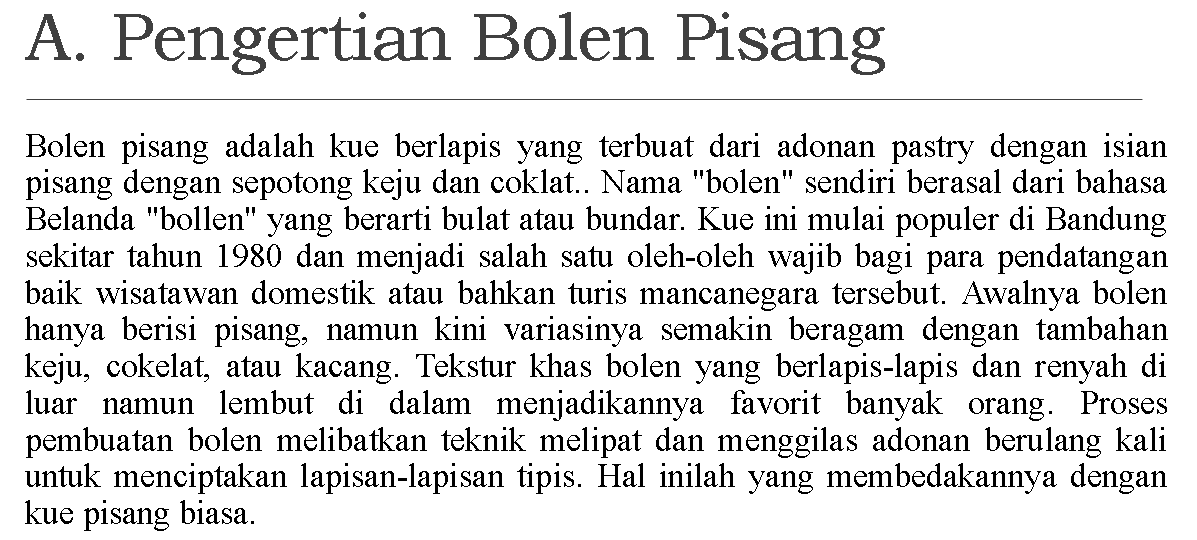 A. Pengertian Bolen Pisang
Bolen pisang adalah kue berlapis yang terbuat dari adonan pastry dengan isian
pisang dengan sepotong keju dan coklat.. Nama "bolen" sendiri berasal dari bahasa
Belanda "bollen" yang berarti bulat atau bundar. Kue ini mulai populer di Bandung
sekitar tahun 1980 dan menjadi salah satu oleh-oleh wajib bagi para pendatangan
baik wisatawan domestik atau bahkan turis mancanegara tersebut. Awalnya bolen
hanya berisi pisang, namun kini variasinya semakin beragam dengan tambahan
keju, cokelat, atau kacang. Tekstur khas bolen yang berlapis-lapis dan renyah di
luar namun lembut di dalam menjadikannya favorit banyak orang. Proses
pembuatan bolen melibatkan teknik melipat dan menggilas adonan berulang kali
untuk menciptakan lapisan-lapisan tipis. Hal inilah yang membedakannya dengan
kue pisang biasa.